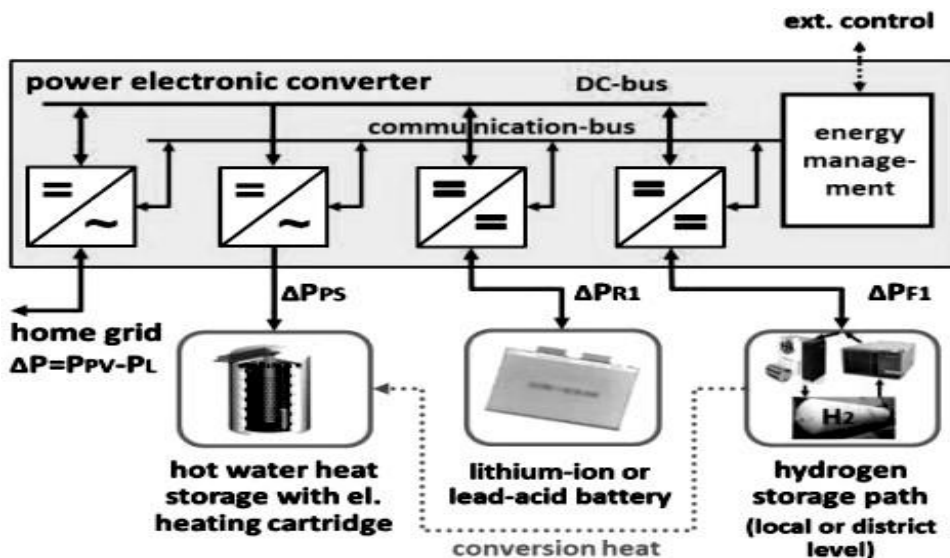 ext. control
power electronic converter
DC-bus
communication-bus
energy
manage-
ment
=
~
=
~
=
=
=
=
ΔPPS
ΔPR1
ΔPF1
home grid
ΔP=PPV-PL
H2
hot water heat
storage with el.
heating cartridge
lithium-ion or
lead-acid battery
hydrogen
storage path
(local or district
level)
conversion heat